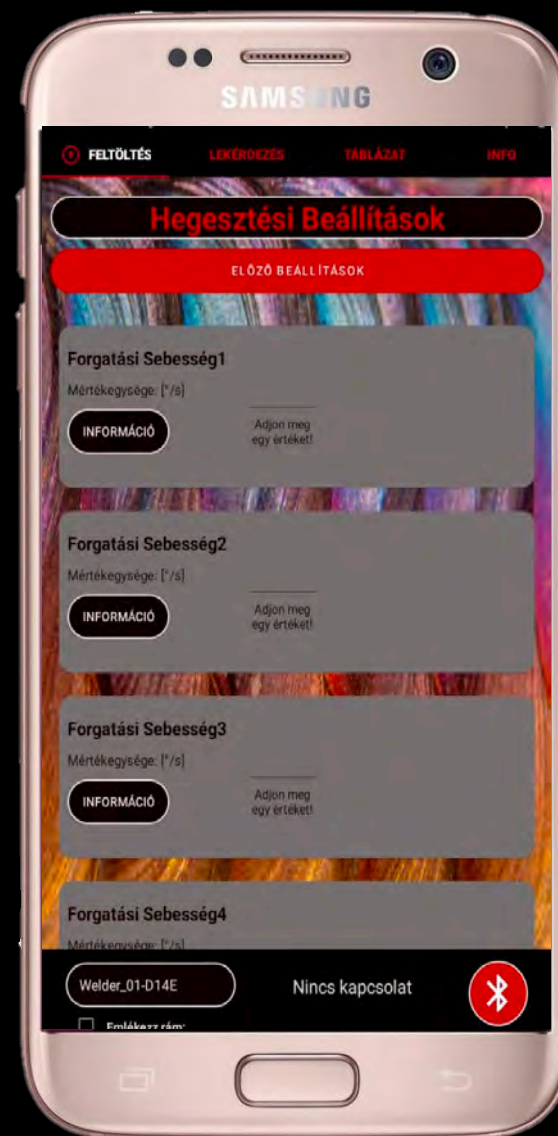 SAMSUNG
FELTÖLTÉS LEKÉRDEZÉS TÁBLÁZAT INFO
Hegesztési Beállítások
ELŐZŐ BEÁLLÍTÁSOK
Forgatási Sebesség1
Mértékegysége: [°/s]
INFORMÁCIÓ
Adjon meg
egy értéket!
Forgatási Sebesség2
Mértékegysége: [°/s]
INFORMÁCIÓ
Adjon meg
egy értéket!
Forgatási Sebesség3
Mértékegysége: [°/s]
INFORMÁCIÓ
Adjon meg
egy értéket!
Forgatási Sebesség4
Mértékegysége: [°/s]
Welder_01-D14E
Nincs kapcsolat
Emlékezz rám: